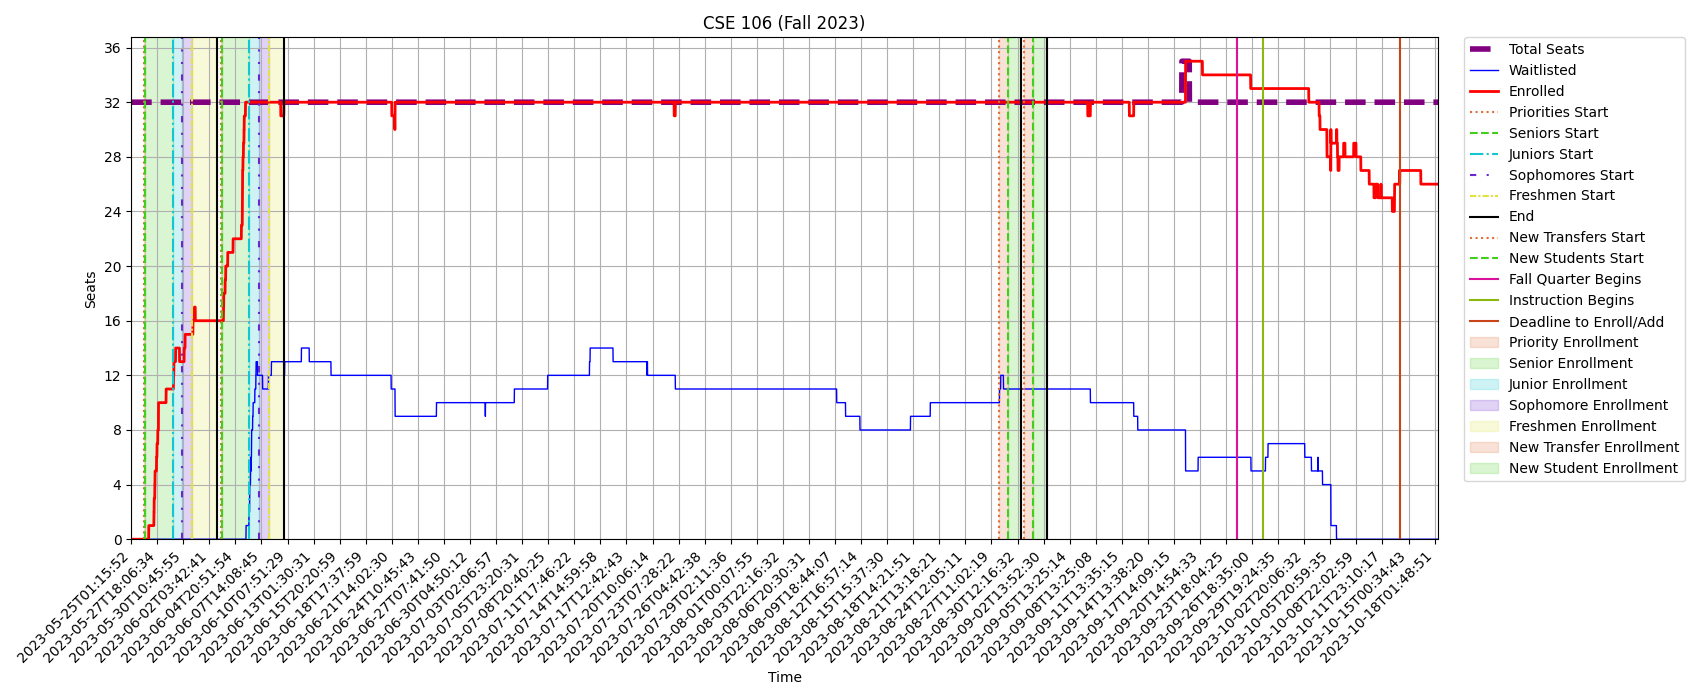 CSE 106 (Fall 2023)
36
32
28
24
20
16
12
8
4
0
Seats
2023-05-25T01:15:52
2023-05-27T18:06:34
2023-05-30T10:45:55
2023-06-02T03:42:41
2023-06-04T20:51:54
2023-06-07T14:08:45
2023-06-10T07:51:29
2023-06-13T01:30:31
2023-06-15T20:20:59
2023-06-18T17:37:59
2023-06-21T14:02:30
2023-06-24T10:45:43
2023-06-27T07:41:50
2023-06-30T04:50:12
2023-07-03T02:06:57
2023-07-05T23:20:31
2023-07-08T20:40:25
2023-07-11T17:46:22
2023-07-14T14:59:58
2023-07-17T12:42:43
2023-07-20T10:06:14
2023-07-23T07:28:22
2023-07-26T04:42:38
2023-07-29T02:11:36
2023-08-01T00:07:55
2023-08-03T22:16:32
2023-08-06T20:30:31
2023-08-09T18:44:07
2023-08-12T16:57:14
2023-08-15T15:37:30
2023-08-18T14:21:51
2023-08-21T13:18:21
2023-08-24T12:05:11
2023-08-27T11:02:19
2023-08-30T12:16:32
2023-09-02T13:52:30
2023-09-05T13:25:14
2023-09-08T13:25:08
2023-09-11T13:35:15
2023-09-14T13:38:20
2023-09-17T14:09:15
2023-09-20T14:54:33
2023-09-23T18:04:25
2023-09-26T18:35:00
2023-09-29T19:24:35
2023-10-02T20:06:32
2023-10-05T20:59:35
2023-10-08T22:02:59
2023-10-11T23:10:17
2023-10-15T00:34:43
2023-10-18T01:48:51
Time
Total Seats
Waitlisted
Enrolled
Priorities Start
Seniors Start
Juniors Start
Sophomores Start
Freshmen Start
End
New Transfers Start
New Students Start
Fall Quarter Begins
Instruction Begins
Deadline to Enroll/Add
Priority Enrollment
Senior Enrollment
Junior Enrollment
Sophomore Enrollment
Freshmen Enrollment
New Transfer Enrollment
New Student Enrollment